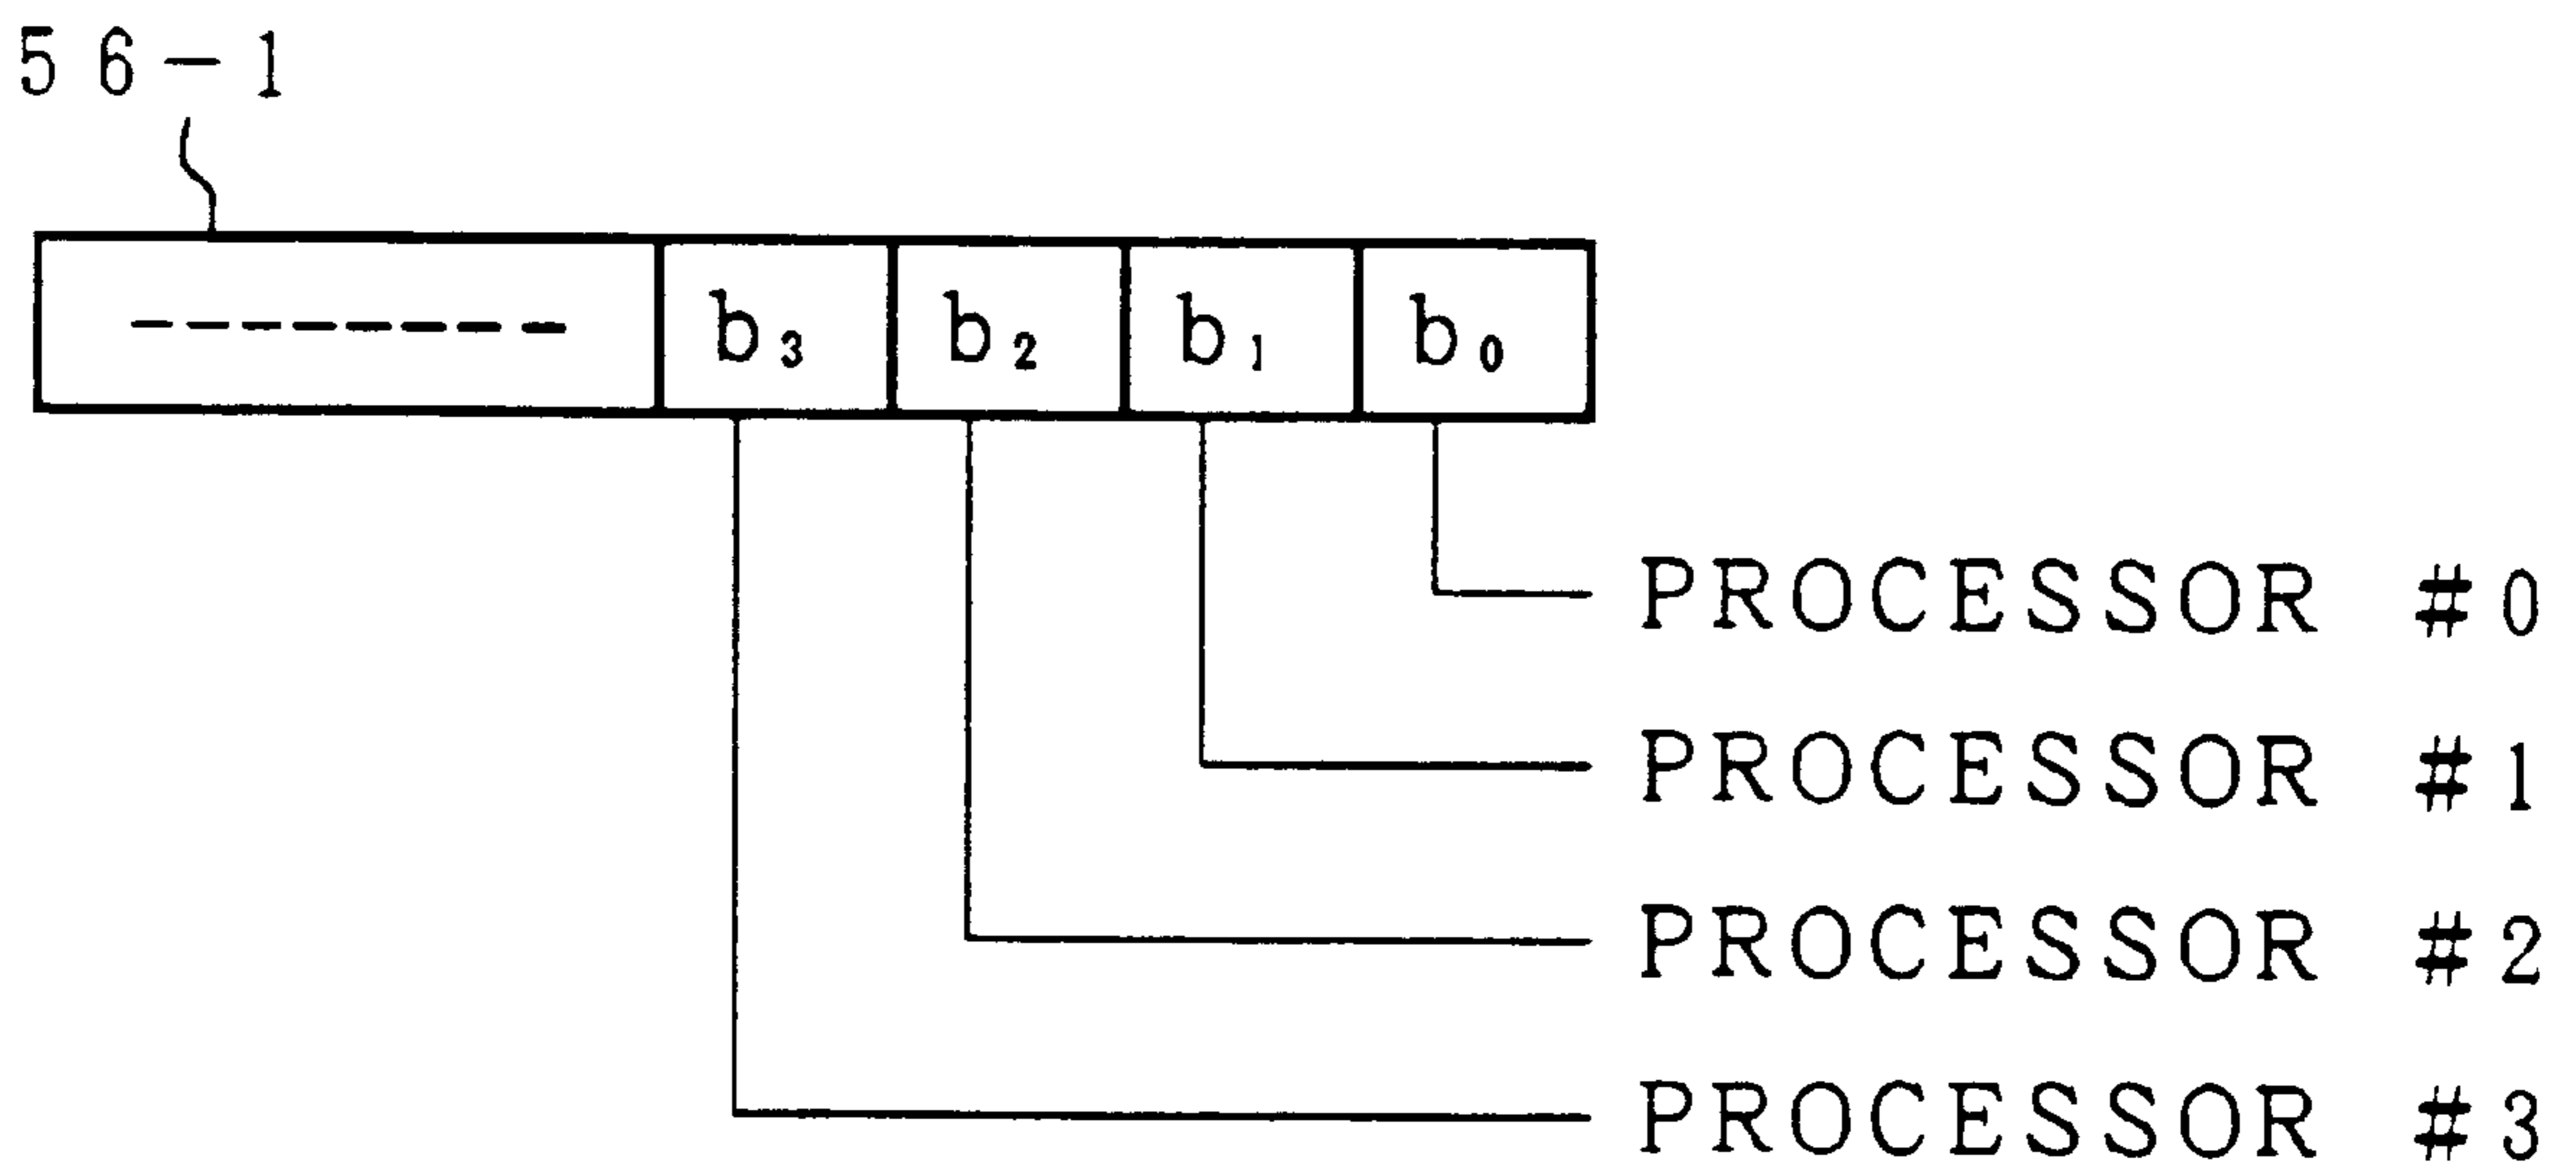 56-1
b₃ b₂ b₁ b₀
PROCESSOR #0
PROCESSOR #1
PROCESSOR #2
PROCESSOR #3